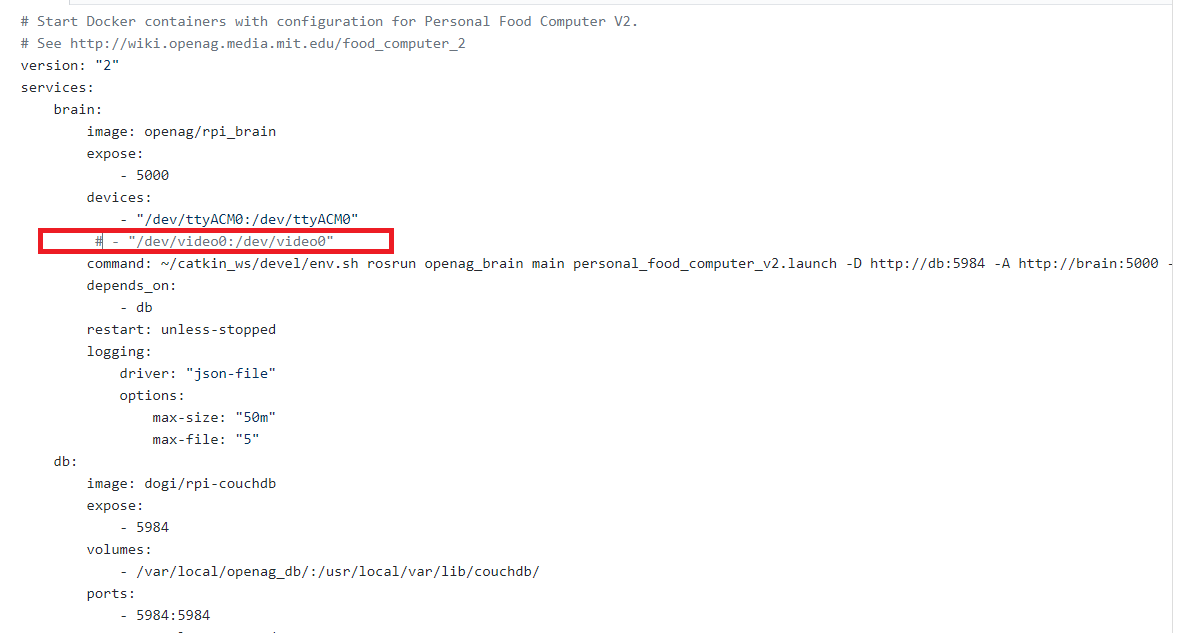 # Start Docker containers with configuration for Personal Food Computer V2.
# See http://wiki.openag.media.mit.edu/food_computer_2
version: "2"
services:
    brain:
        image: openag/rpi_brain
        expose:
            - 5000
        devices:
            - "/dev/ttyACM0:/dev/ttyACM0"
         # - "/dev/video0:/dev/video0"
        command: ~/catkin_ws/devel/env.sh rosrun openag_brain main personal_food_computer_v2.launch -D http://db:5984 -A http://brain:5000 -
        depends_on:
            - db
        restart: unless-stopped
        logging:
            driver: "json-file"
            options:
                max-size: "50m"
                max-file: "5"
    db:
        image: dogi/rpi-couchdb
        expose:
            - 5984
        volumes:
            - /var/local/openag_db/:/usr/local/var/lib/couchdb/
        ports:
            - 5984:5984